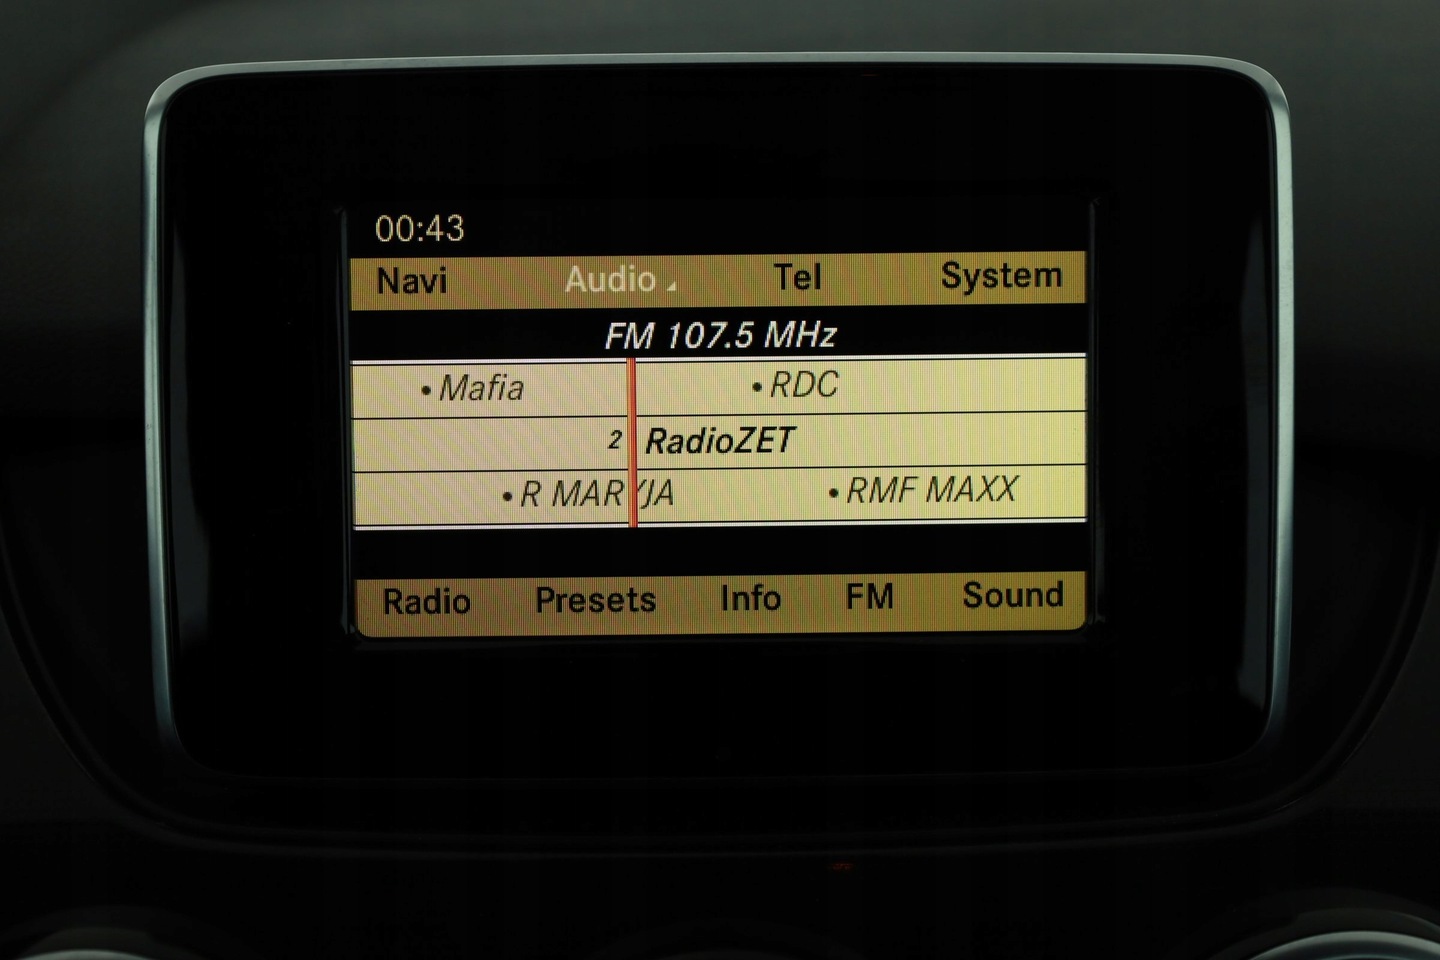 00:43
Navi Audio Tel System
FM 107.5 MHz
•Mafia •RDC
2 RadioZET
•R MARYJA •RMF MAXX
Radio Presets Info FM Sound